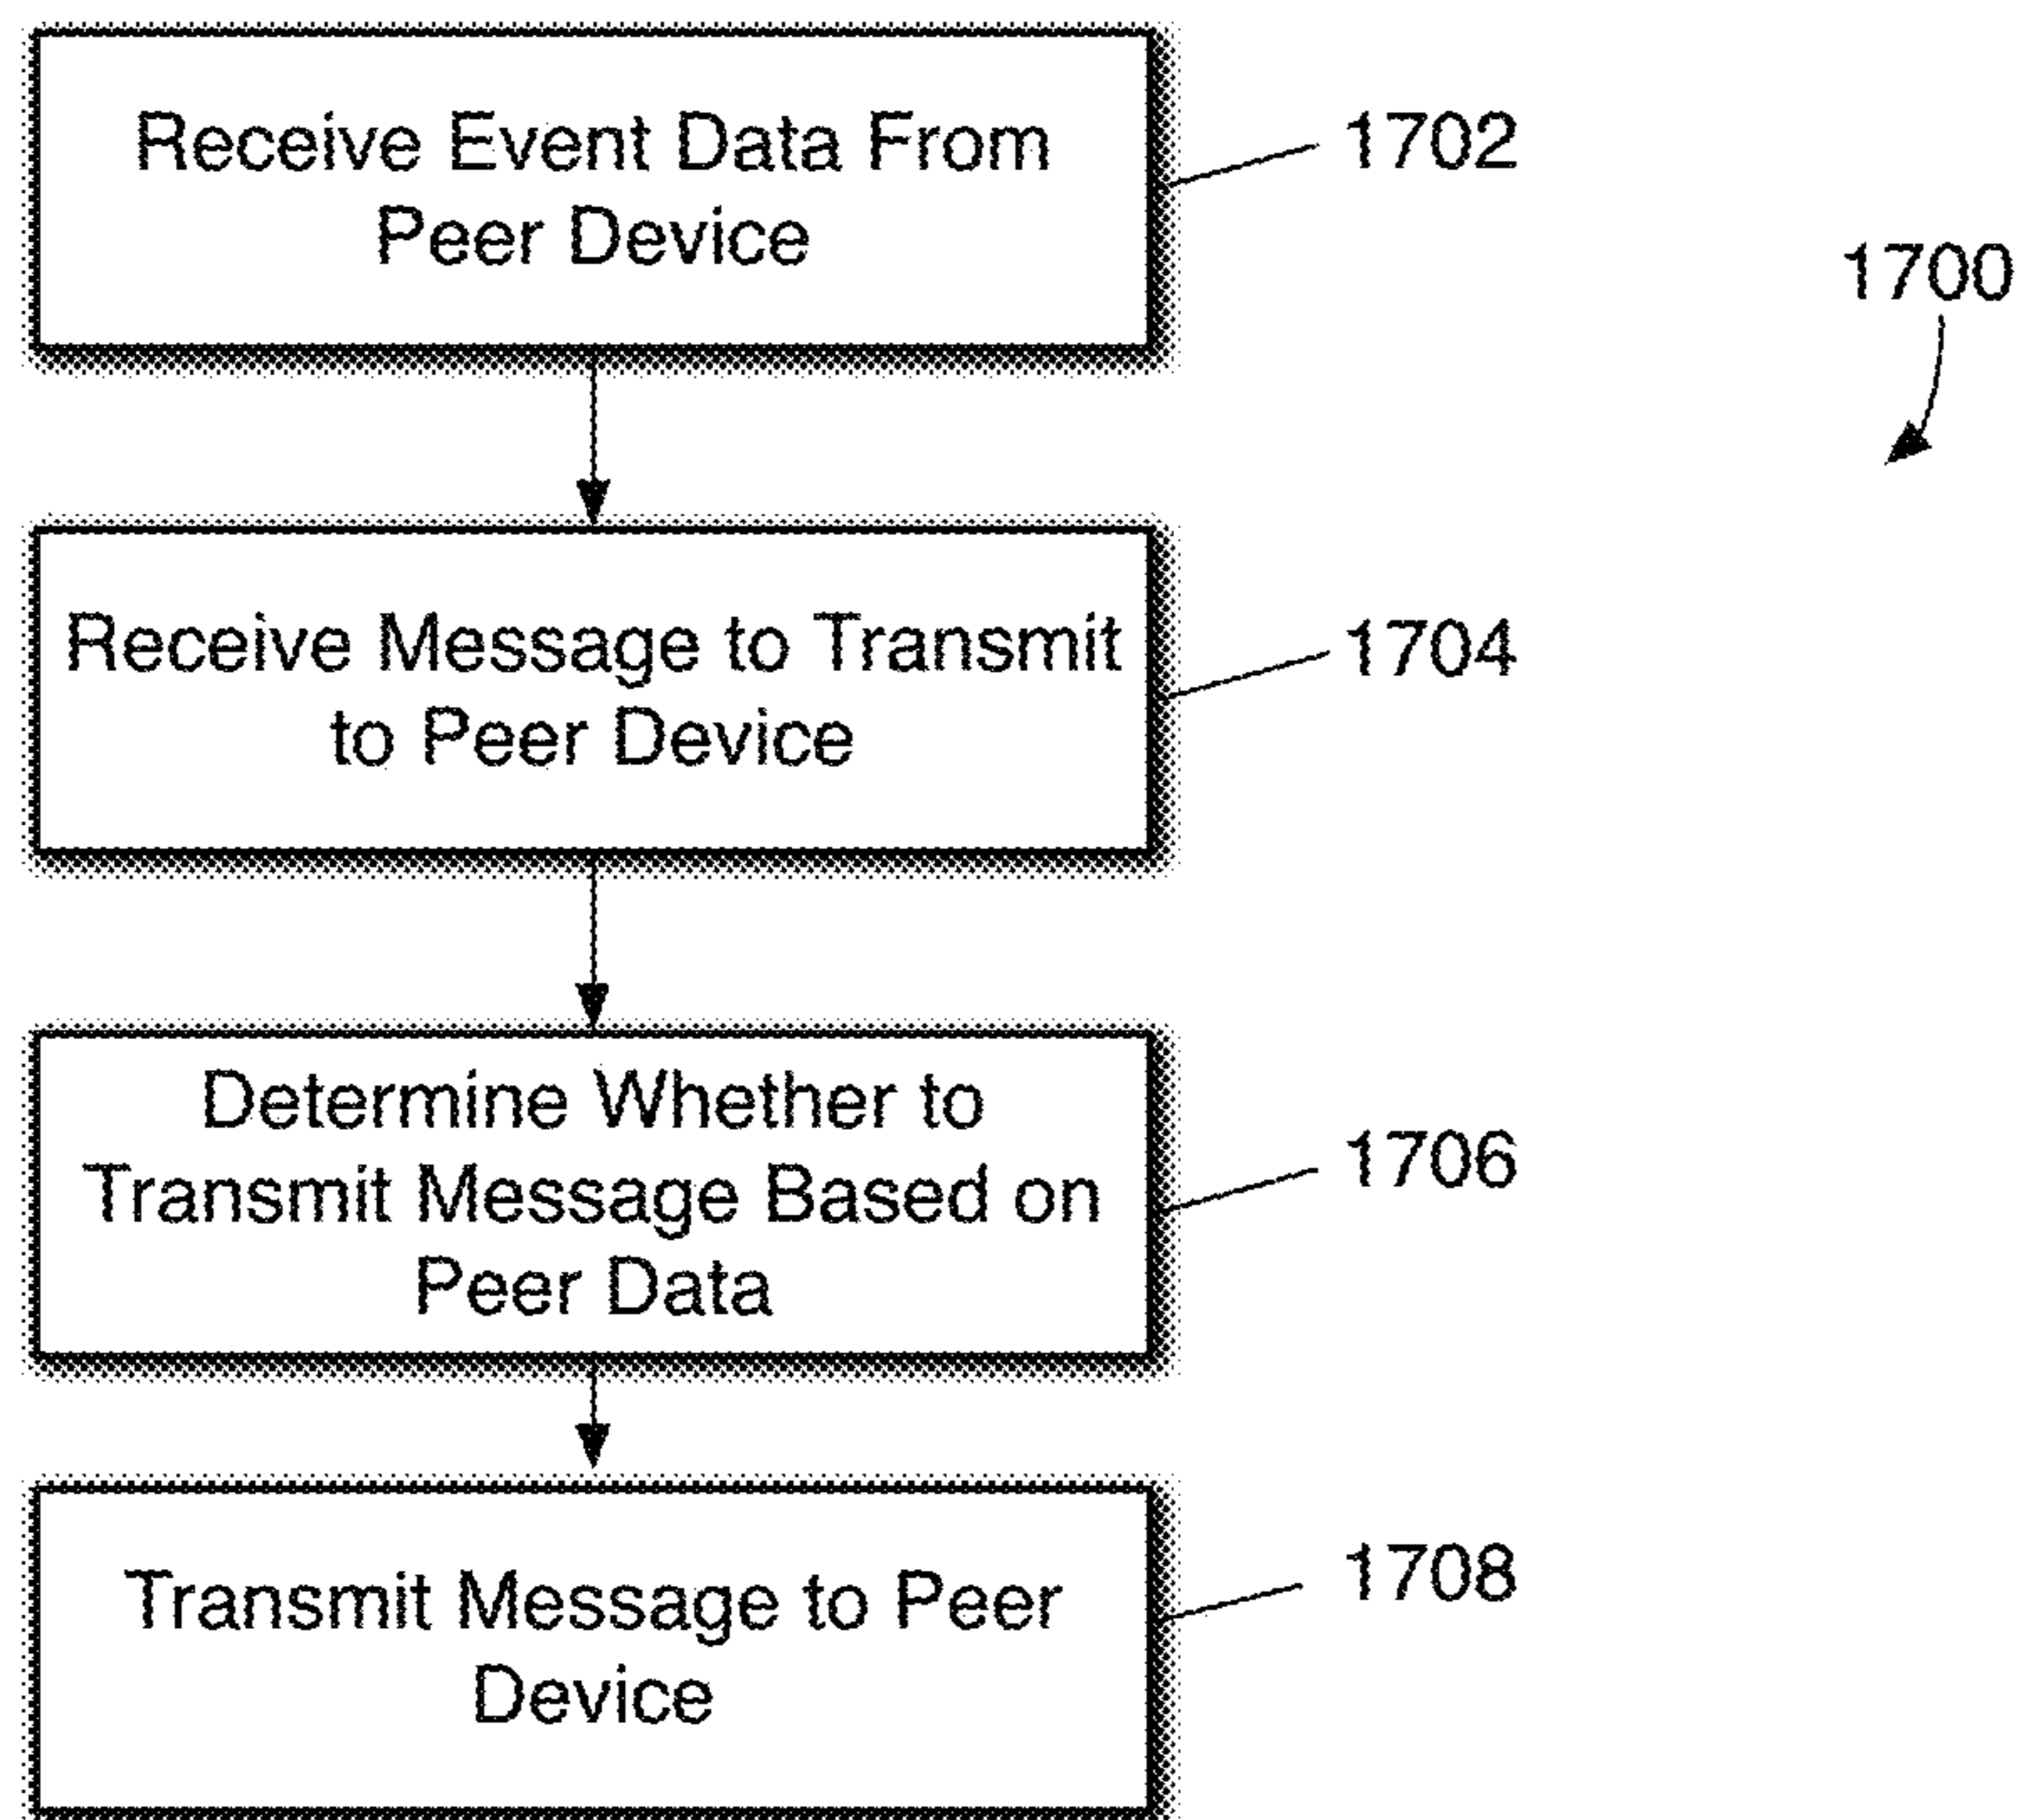 Receive Event Data From
Peer Device
1702
1700
Receive Message to Transmit
to Peer Device
1704
Determine Whether to
Transmit Message Based on
Peer Data
1706
Transmit Message to Peer
Device
1708